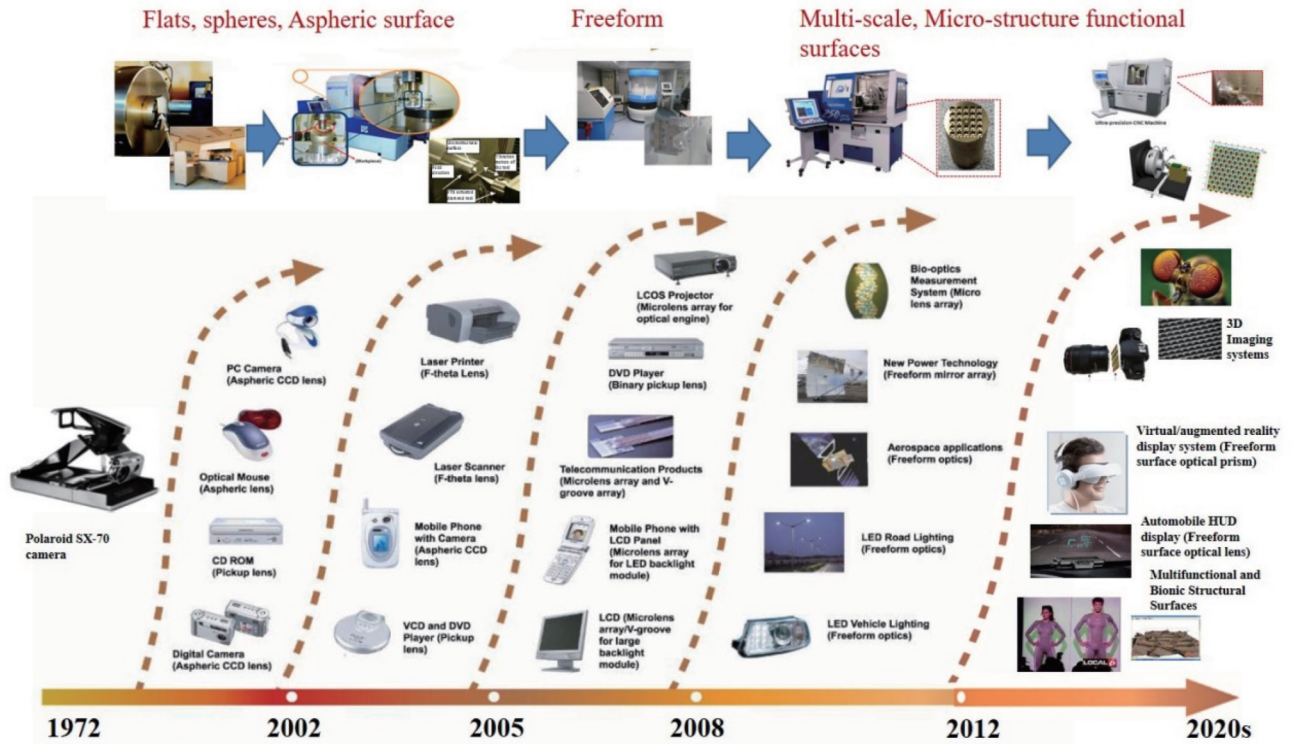 Flats, spheres, Aspheric surface
Freeform
Multi-scale, Micro-structure functional
surfaces
Ultra-precision CNC Machine
PC Camera
(Aspheric CCD lens)
Optical Mouse
(Aspheric lens)
CD ROM
(Pickup lens)
Digital Camera
(Aspheric CCD lens)
Laser Printer
(F-theta Lens)
Laser Scanner
(F-theta lens)
Mobile Phone
with Camera
(Aspheric CCD
lens)
VCD and DVD
Player (Pickup
lens)
LCOS Projector
(Microlens array for
optical engine)
DVD Player
(Binary pickup lens)
Telecommunication Products
(Microlens array and V-
groove array)
Mobile Phone with
LCD Panel
(Microlens array
for LED backlight
module)
LCD (Microlens
array/V-groove
for large
backlight
module)
Bio-optics
Measurement
System (Micro
lens array)
New Power Technology
(Freeform mirror array)
Aerospace applications
(Freeform optics)
LED Road Lighting
(Freeform optics)
LED Vehicle Lighting
(Freeform optics)
3D
Imaging
systems
Virtual/augmented reality
display system (Freeform
surface optical prism)
Automobile HUD
display (Freeform
surface optical lens)
Multifunctional and
Bionic Structural
Surfaces
LOCAL
Polaroid SX-70
camera
1972
2002
2005
2008
2012
2020s